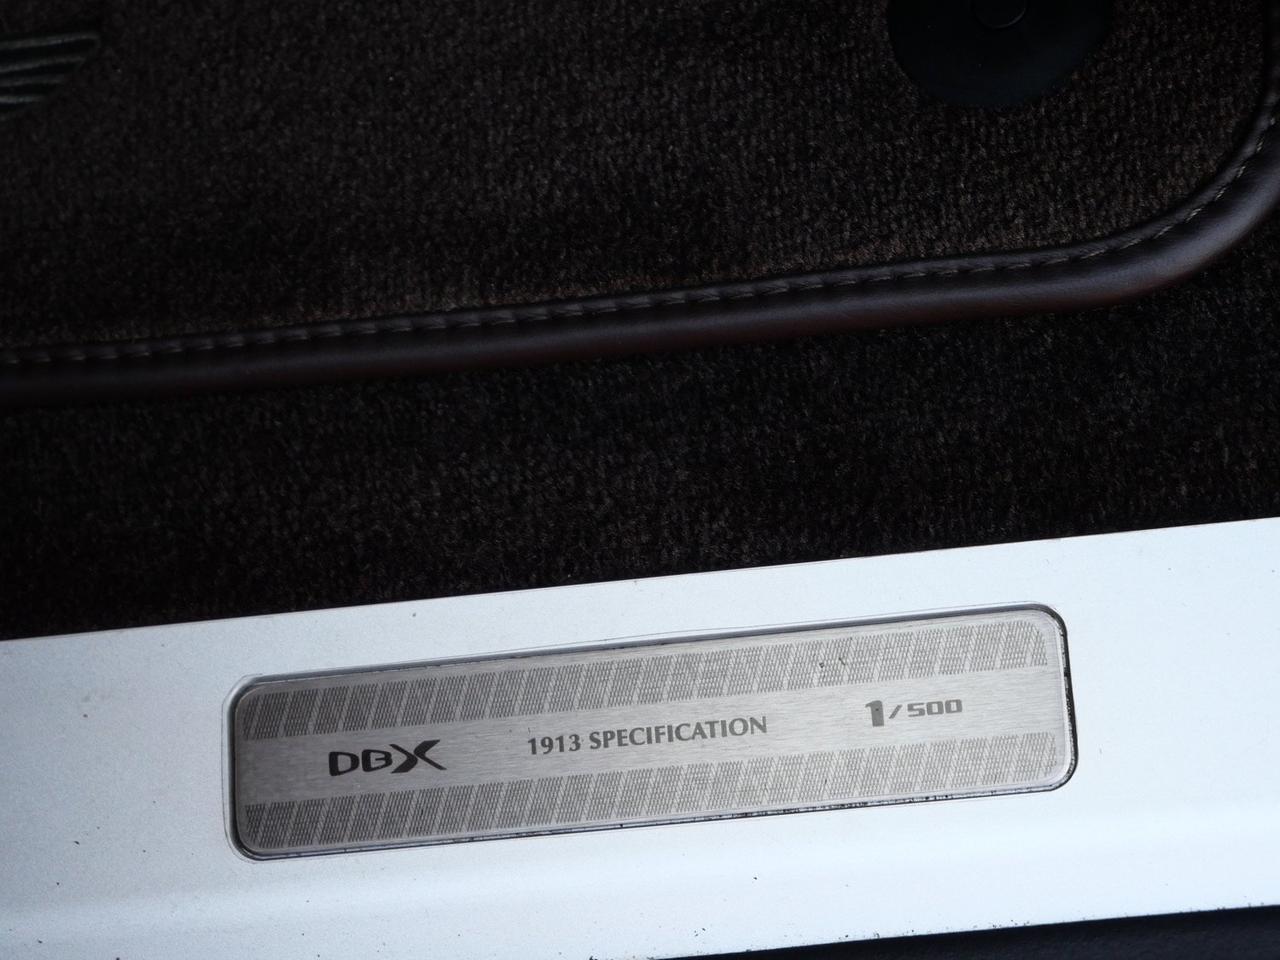 DBX 1913 SPECIFICATION 1/500